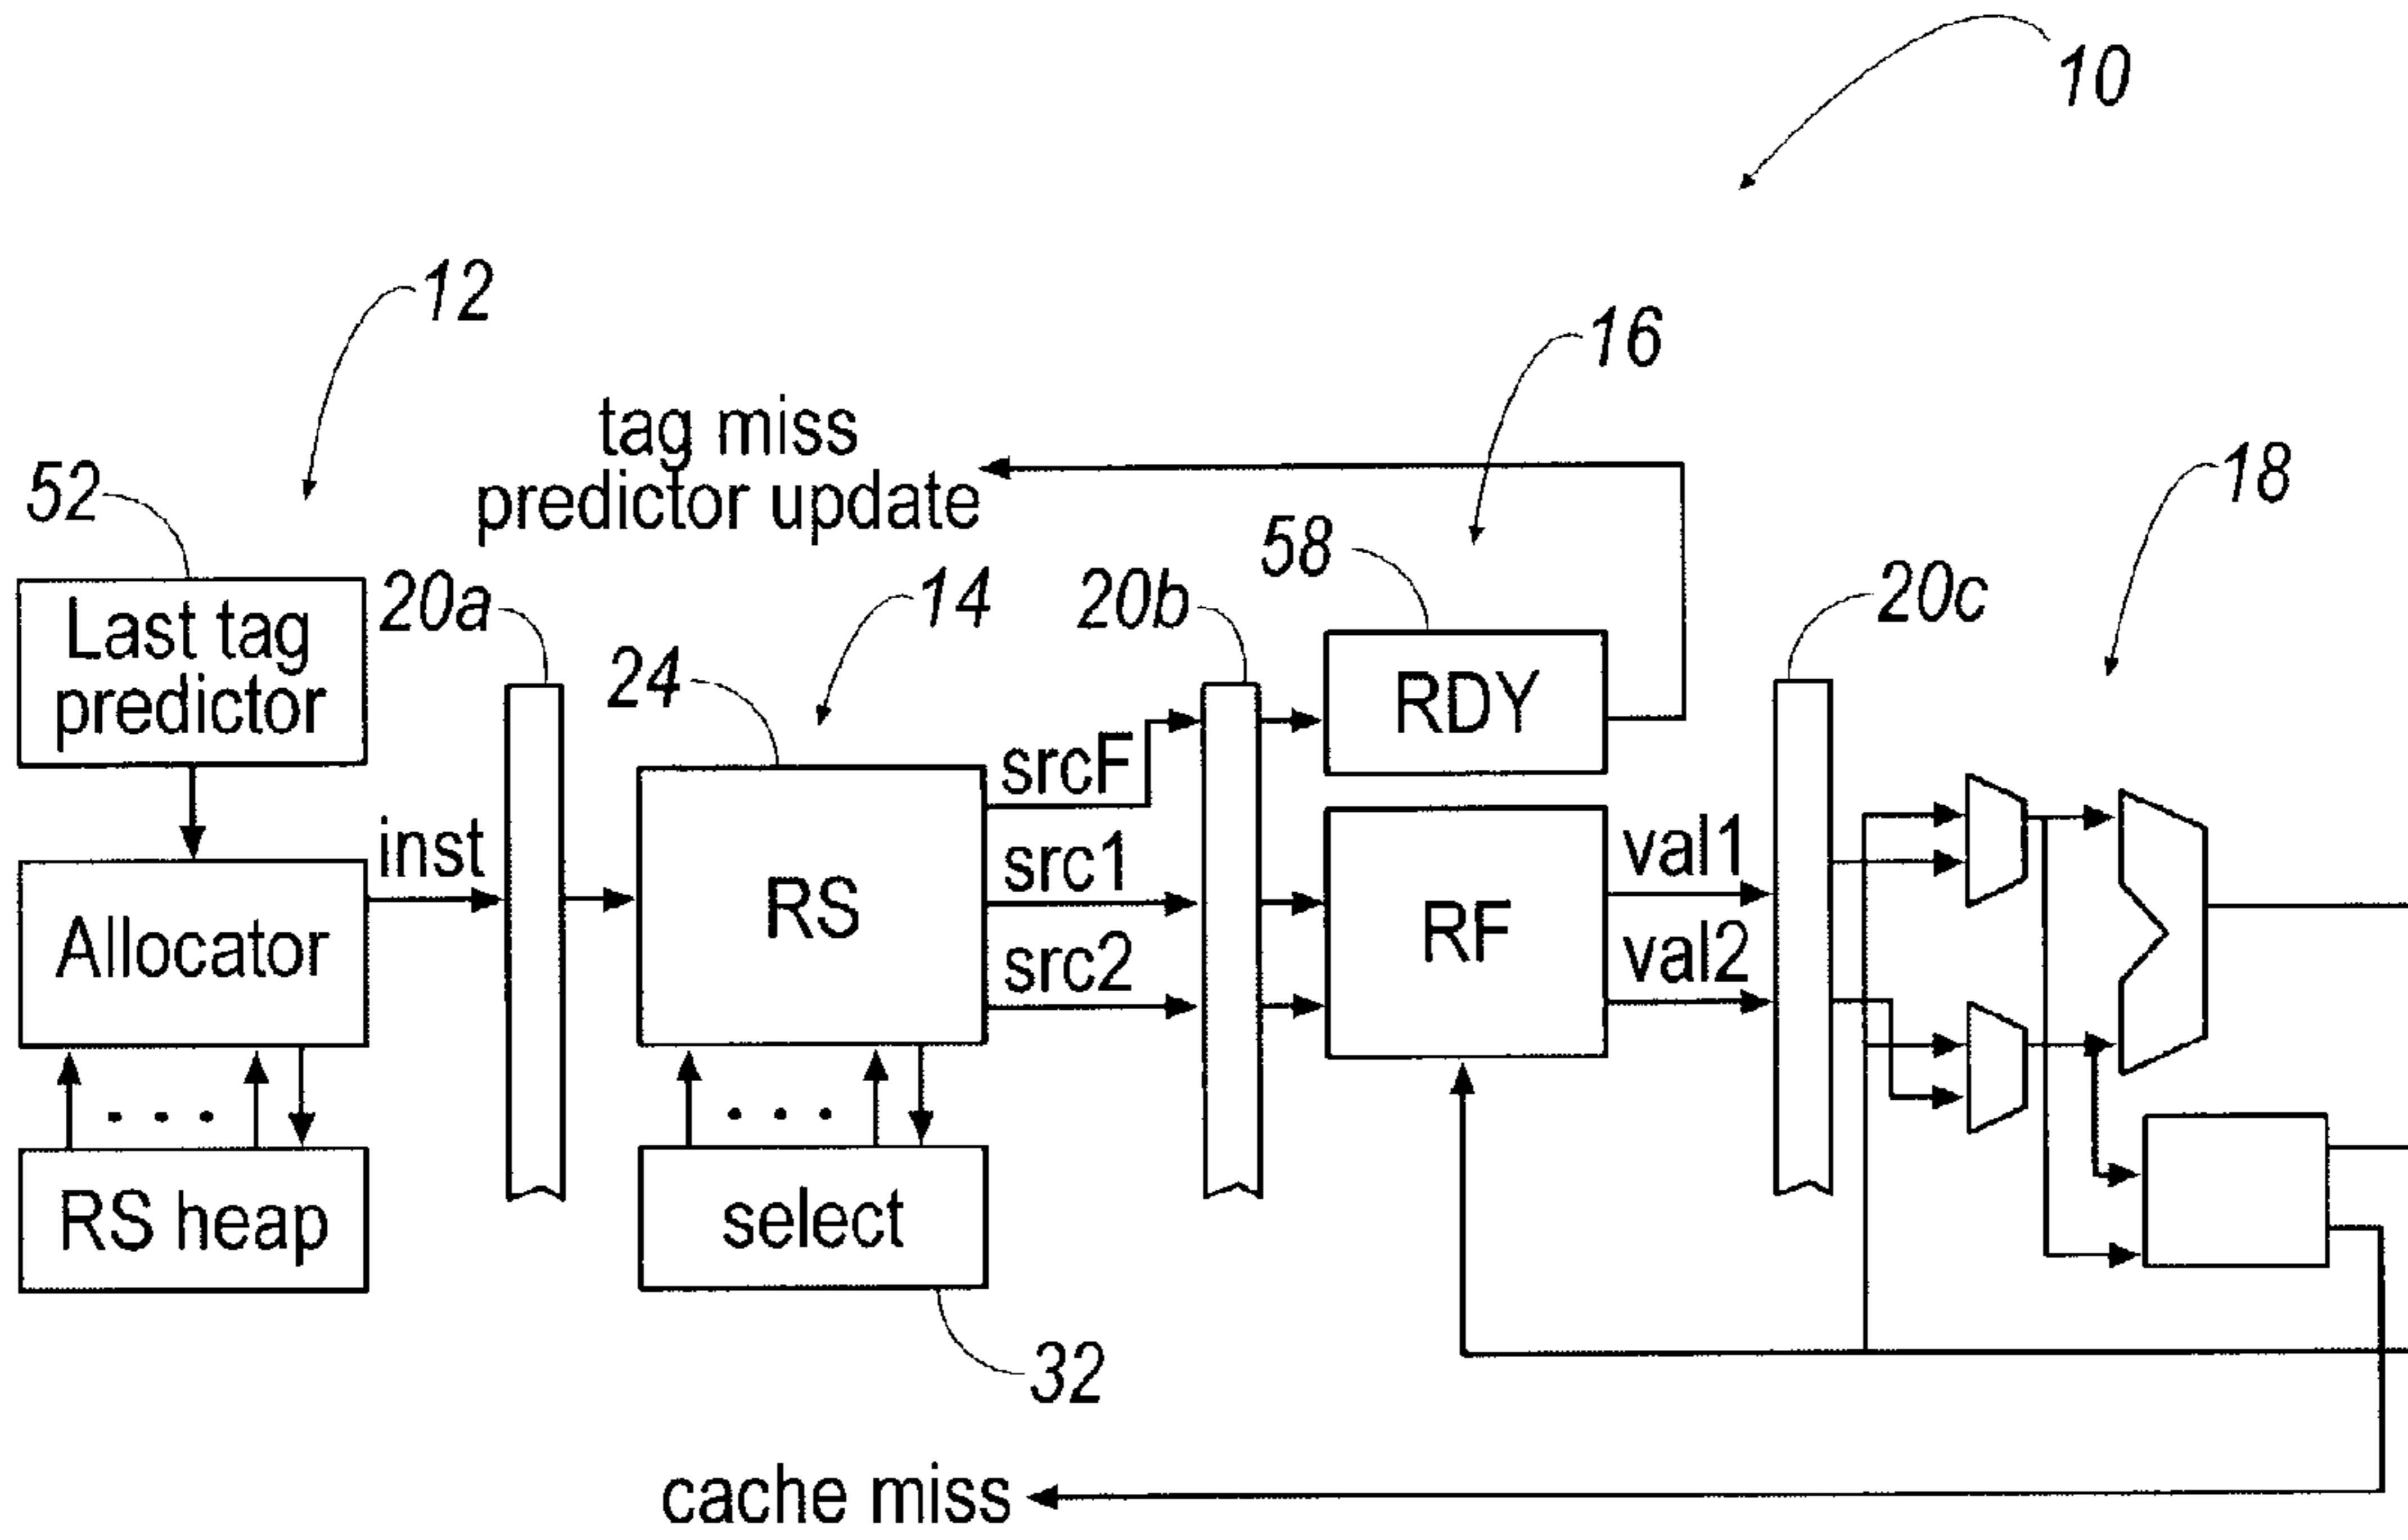 10
12
16
tag miss
predictor update
18
52
58
20a
14
20b
20c
Last tag
predictor
24
RDY
srcF
inst
src1
val1
Allocator
RS
RF
src2
val2
. . .
. . .
RS heap
select
32
cache miss